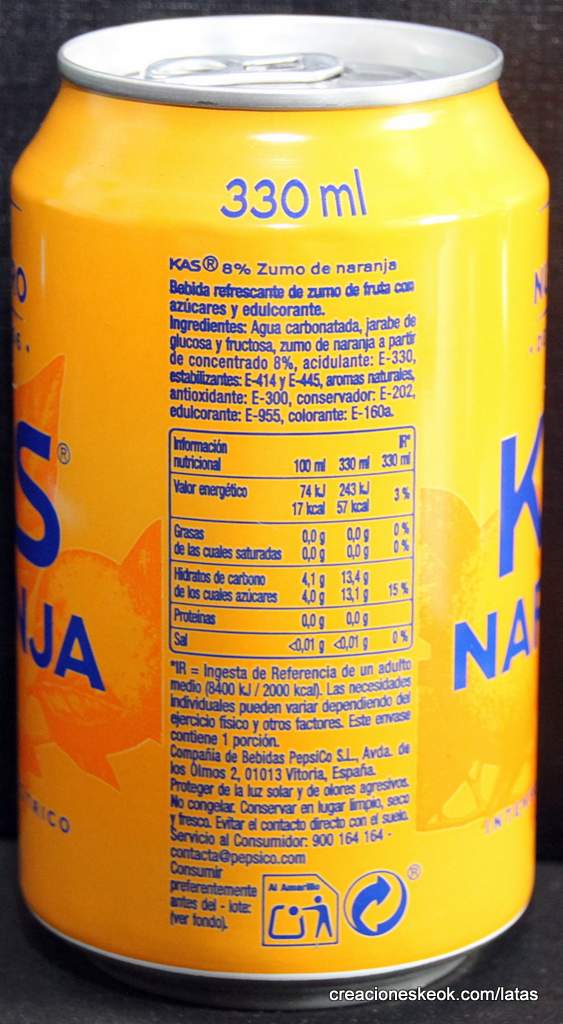 330 ml
KAS® 8% Zumo de naranja
Bebida refrescante de zumo de fruta con
azúcares y edulcorante.
Ingredientes: Agua carbonatada, jarabe de
glucosa y fructosa, zumo de naranja a partir
de concentrado 8%, acidulante: E-330,
estabilizantes: E-414 y E-445, aromas naturales,
antioxidante: E-300, conservador: E-202,
edulcorante: E-955, colorante: E-160a.
Información nutricional 100 ml 330 ml IR* 330 ml
Valor energético 74 kJ 243 kJ 3%
17 kcal 57 kcal
Grasas 0,0 g 0,0 g 0%
de las cuales saturadas 0,0 g 0,0 g 0%
Hidratos de carbono 4,1 g 13,4 g
de los cuales azúcares 4,0 g 13,1 g 15%
Proteínas 0,0 g 0,0 g
Sal <0,01 g <0,01 g 0%
*IR = Ingesta de Referencia de un adulto
medio (8400 kJ / 2000 kcal). Las necesidades
individuales pueden variar dependiendo del
ejercicio físico y otros factores. Este envase
contiene 1 porción.
Compañía de Bebidas PepsiCo S.L., Avda. de
los Olmos 2, 01013 Vitoria, España.
Proteger de la luz solar y de olores agresivos.
No congelar. Conservar en lugar limpio, seco
y fresco. Evitar el contacto directo con el suelo.
Servicio al Consumidor: 900 164 164 -
contacta@pepsico.com
Consumir
preferentemente
antes del - lote:
(ver fondo).
Al Amarillo
®
S®
NJA
TRICO
K
NA
creacioneskeok.com/latas